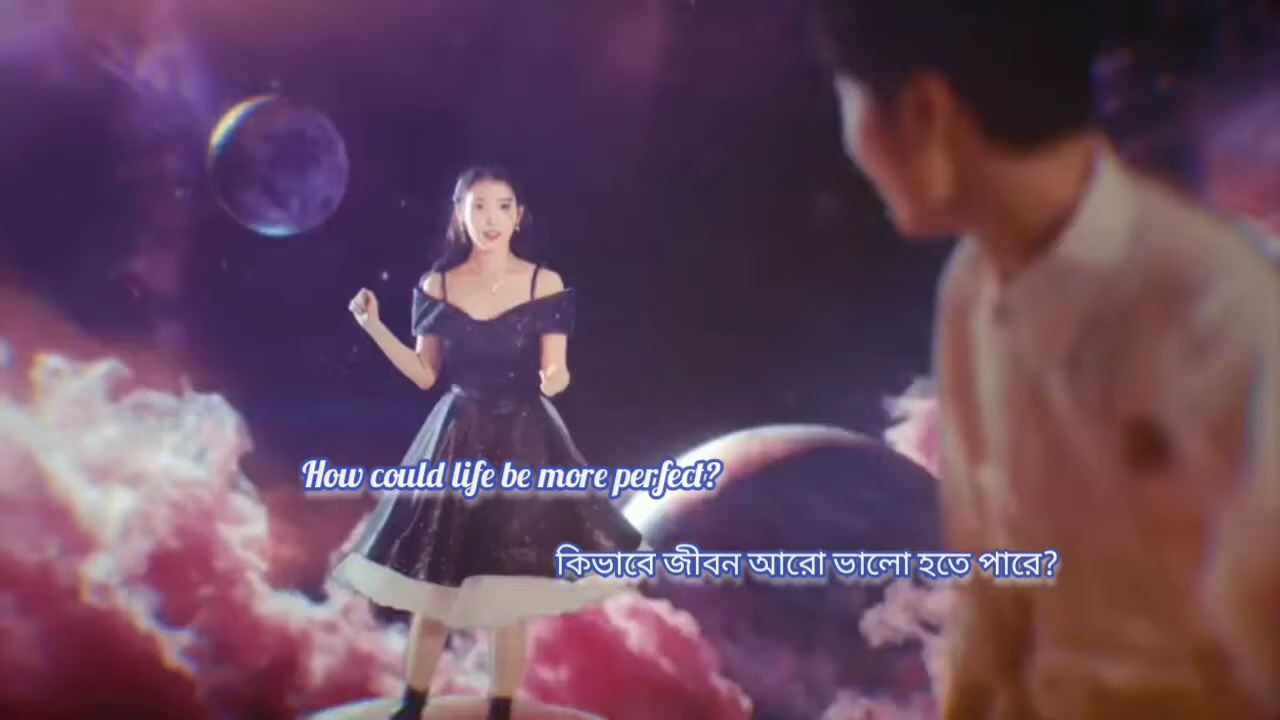 How could life be more perfect?
কিভাবে জীবন আরো ভালো হতে পারে?